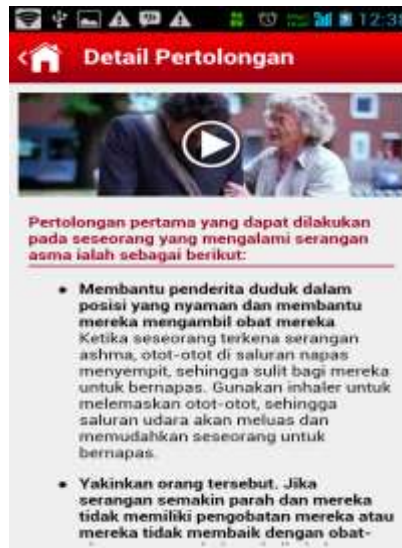 12:38
Detail Pertolongan
Pertolongan pertama yang dapat dilakukan
pada seseorang yang mengalami serangan
asma ialah sebagai berikut:
• Membantu penderita duduk dalam
posisi yang nyaman dan membantu
mereka mengambil obat mereka
Ketika seseorang terkena serangan
ashma, otot-otot di saluran napas
menyempit, sehingga sulit bagi mereka
untuk bernapas. Gunakan inhaler untuk
melemaskan otot-otot, sehingga
saluran udara akan meluas dan
memudahkan seseorang untuk
bernapas.
• Yakinkan orang tersebut. Jika
serangan semakin parah dan mereka
tidak memiliki pengobatan mereka atau
mereka tidak membaik dengan obat-